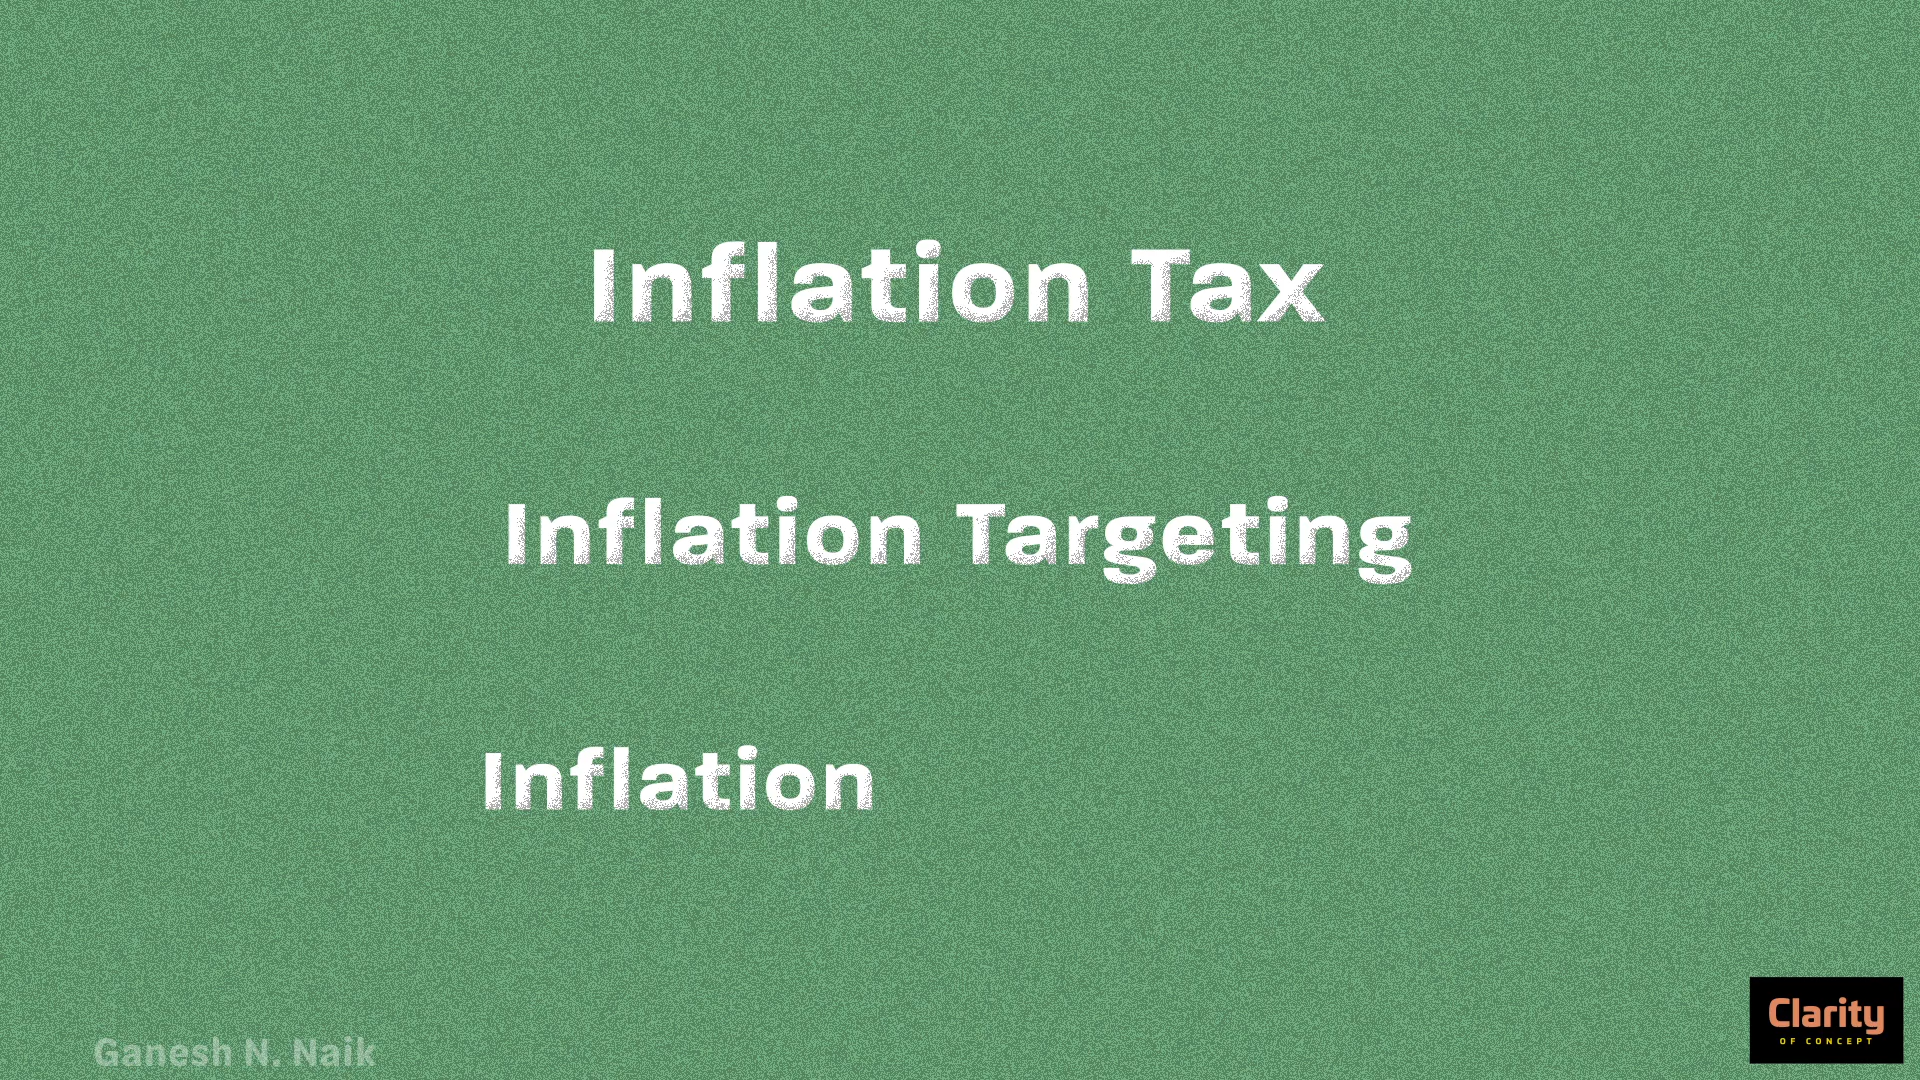 Inflation Tax
Inflation Targeting
Inflation
Ganesh N. Naik
Clarity
OF CONCEPT